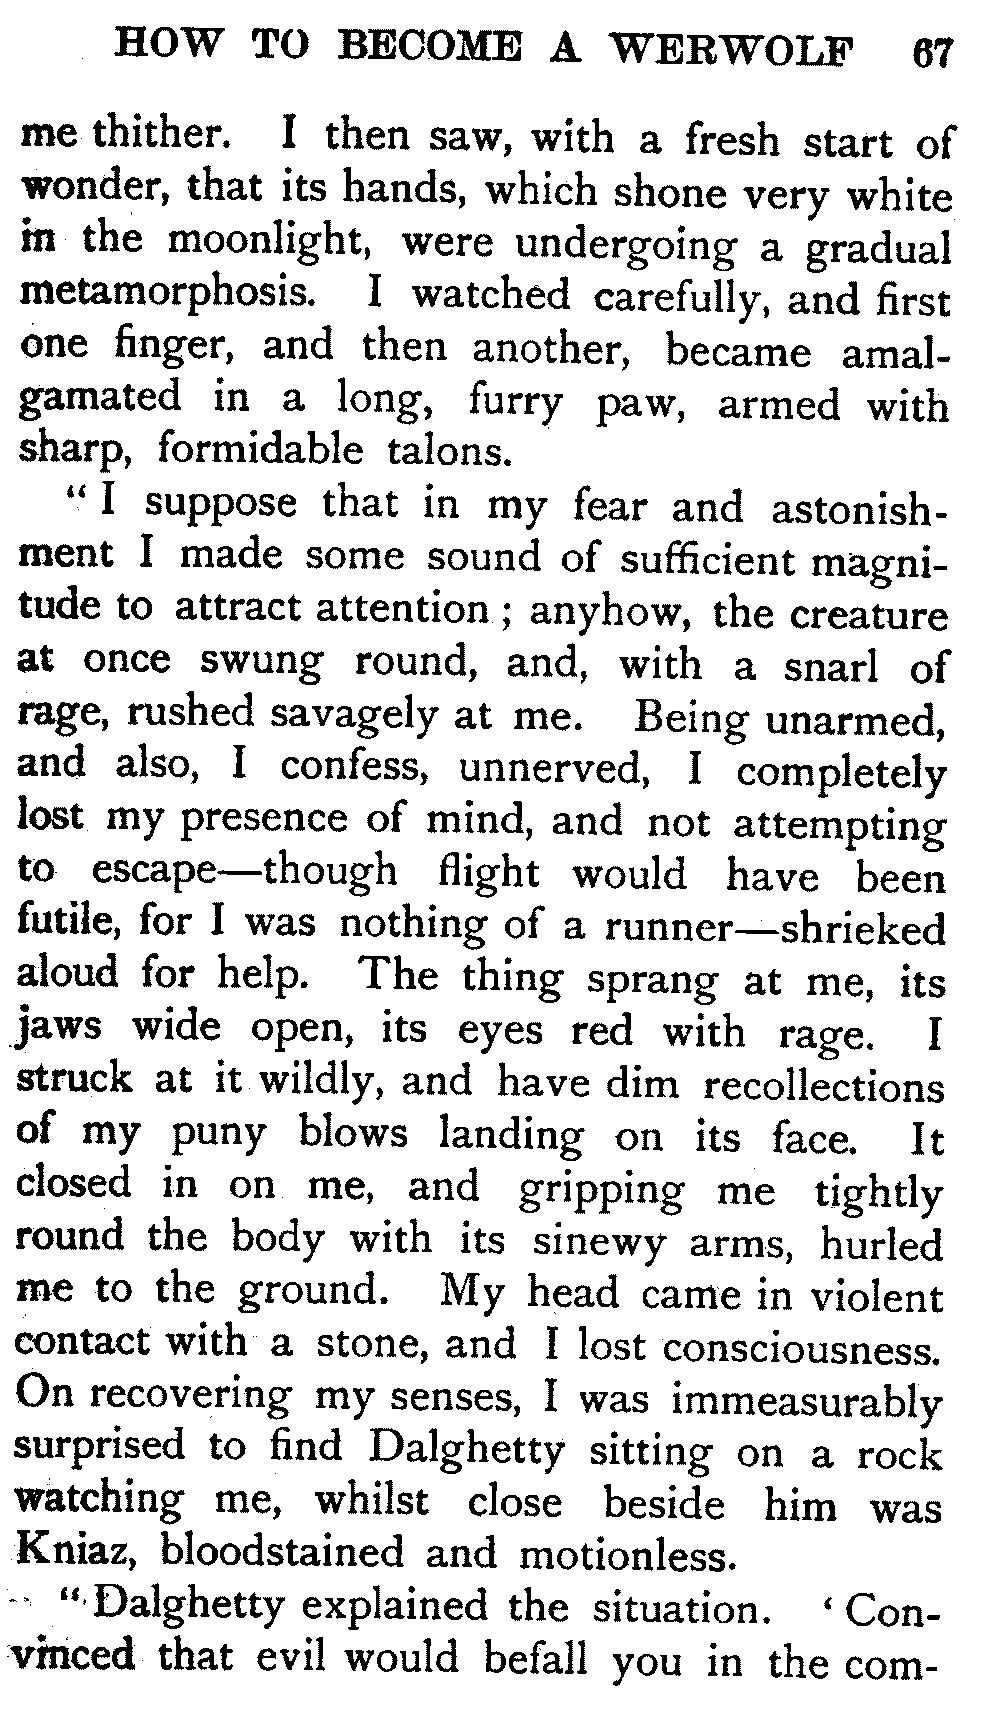 HOW TO BECOME A WERWOLF 67
me thither. I then saw, with a fresh start of
wonder, that its hands, which shone very white
in the moonlight, were undergoing a gradual
metamorphosis. I watched carefully, and first
one finger, and then another, became amal-
gamated in a long, furry paw, armed with
sharp, formidable talons.
"I suppose that in my fear and astonish-
ment I made some sound of sufficient magni-
tude to attract attention; anyhow, the creature
at once swung round, and, with a snarl of
rage, rushed savagely at me. Being unarmed,
and also, I confess, unnerved, I completely
lost my presence of mind, and not attempting
to escape—though flight would have been
futile, for I was nothing of a runner—shrieked
aloud for help. The thing sprang at me, its
jaws wide open, its eyes red with rage. I
struck at it wildly, and have dim recollections
of my puny blows landing on its face. It
closed in on me, and gripping me tightly
round the body with its sinewy arms, hurled
me to the ground. My head came in violent
contact with a stone, and I lost consciousness.
On recovering my senses, I was immeasurably
surprised to find Dalghetty sitting on a rock
watching me, whilst close beside him was
Kniaz, bloodstained and motionless.
"Dalghetty explained the situation. 'Con-
vinced that evil would befall you in the com-